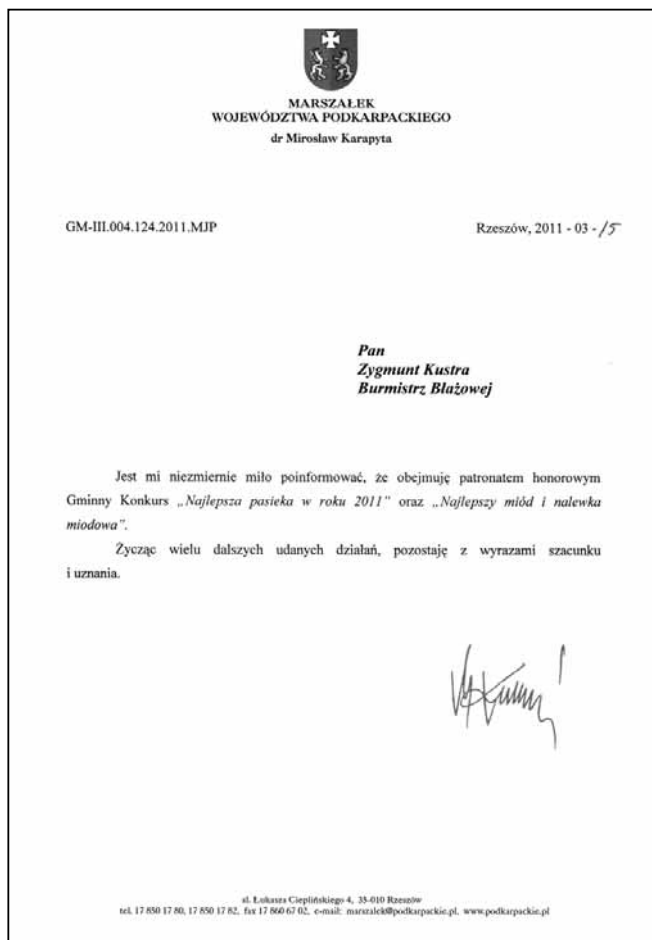 MARSZAŁEK
WOJEWÓDZTWA PODKARPACKIEGO
dr Mirosław Karapyta
GM-III.004.124.2011.MJP Rzeszów, 2011 - 03 - 15
Pan
Zygmunt Kustra
Burmistrz Błażowej
Jest mi niezmiernie miło poinformować, że obejmuję patronatem honorowym
Gminny Konkurs „Najlepsza pasieka w roku 2011” oraz „Najlepszy miód i nalewka
miodowa”.
Życząc wielu dalszych udanych działań, pozostaję z wyrazami szacunku
i uznania.
al. Łukasza Cieplińskiego 4, 35-010 Rzeszów
tel. 17 850 17 80, 17 850 17 82, fax 17 860 67 02, e-mail: marszalek@podkarpackie.pl, www.podkarpackie.pl